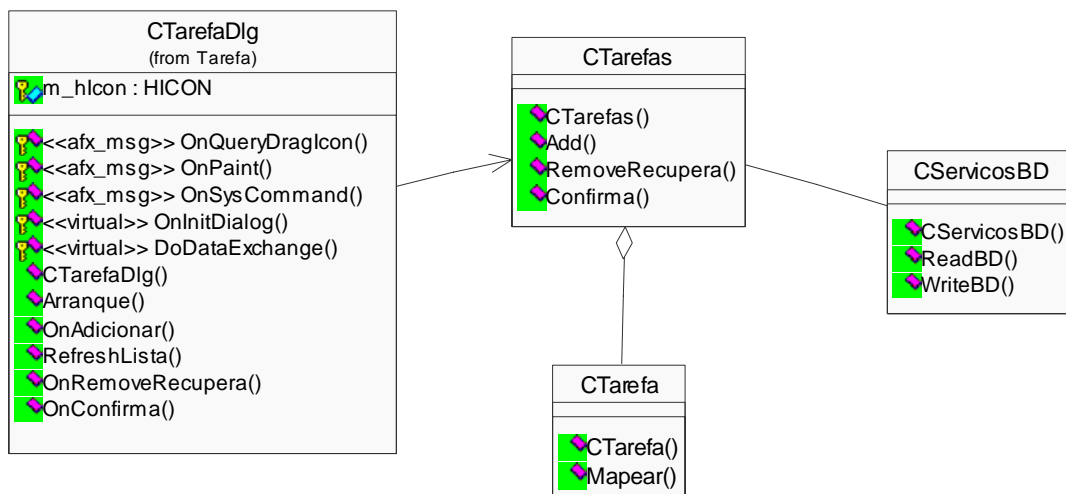 CTarefaDlg
(from Tarefa)
m_hIcon : HICON
<<afx_msg>> OnQueryDragIcon()
<<afx_msg>> OnPaint()
<<afx_msg>> OnSysCommand()
<<virtual>> OnInitDialog()
<<virtual>> DoDataExchange()
CTarefaDlg()
Arranque()
OnAdicionar()
RefreshLista()
OnRemoveRecupera()
OnConfirma()
CTarefas
CTarefas()
Add()
RemoveRecupera()
Confirma()
CServicosBD
CServicosBD()
ReadBD()
WriteBD()
CTarefa
CTarefa()
Mapear()